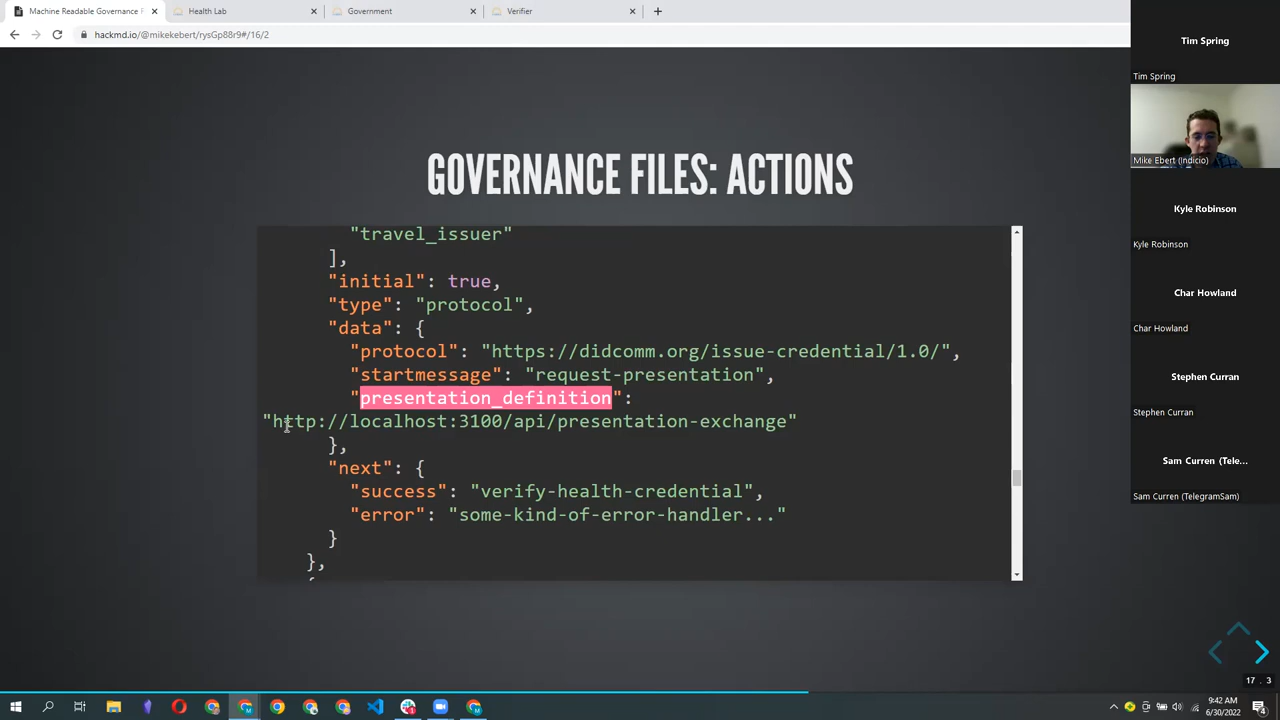 Machine Readable Governance F
Health Lab
Government
Verifier
hackmd.io/@mikekebert/rysGp88r9#/16/2
GOVERNANCE FILES: ACTIONS
"travel_issuer"
],
"initial": true,
"type": "protocol",
"data": {
"protocol": "https://didcomm.org/issue-credential/1.0/",
"startmessage": "request-presentation",
"presentation_definition":
"http://localhost:3100/api/presentation-exchange"
},
"next": {
"success": "verify-health-credential",
"error": "some-kind-of-error-handler..."
}
},
{
17.3
Tim Spring
Tim Spring
Mike Ebert (Indicio)
Kyle Robinson
Kyle Robinson
Char Howland
Char Howland
Stephen Curran
Stephen Curran
Sam Curren (Tele...
Sam Curren (TelegramSam)
9:42 AM
6/30/2022